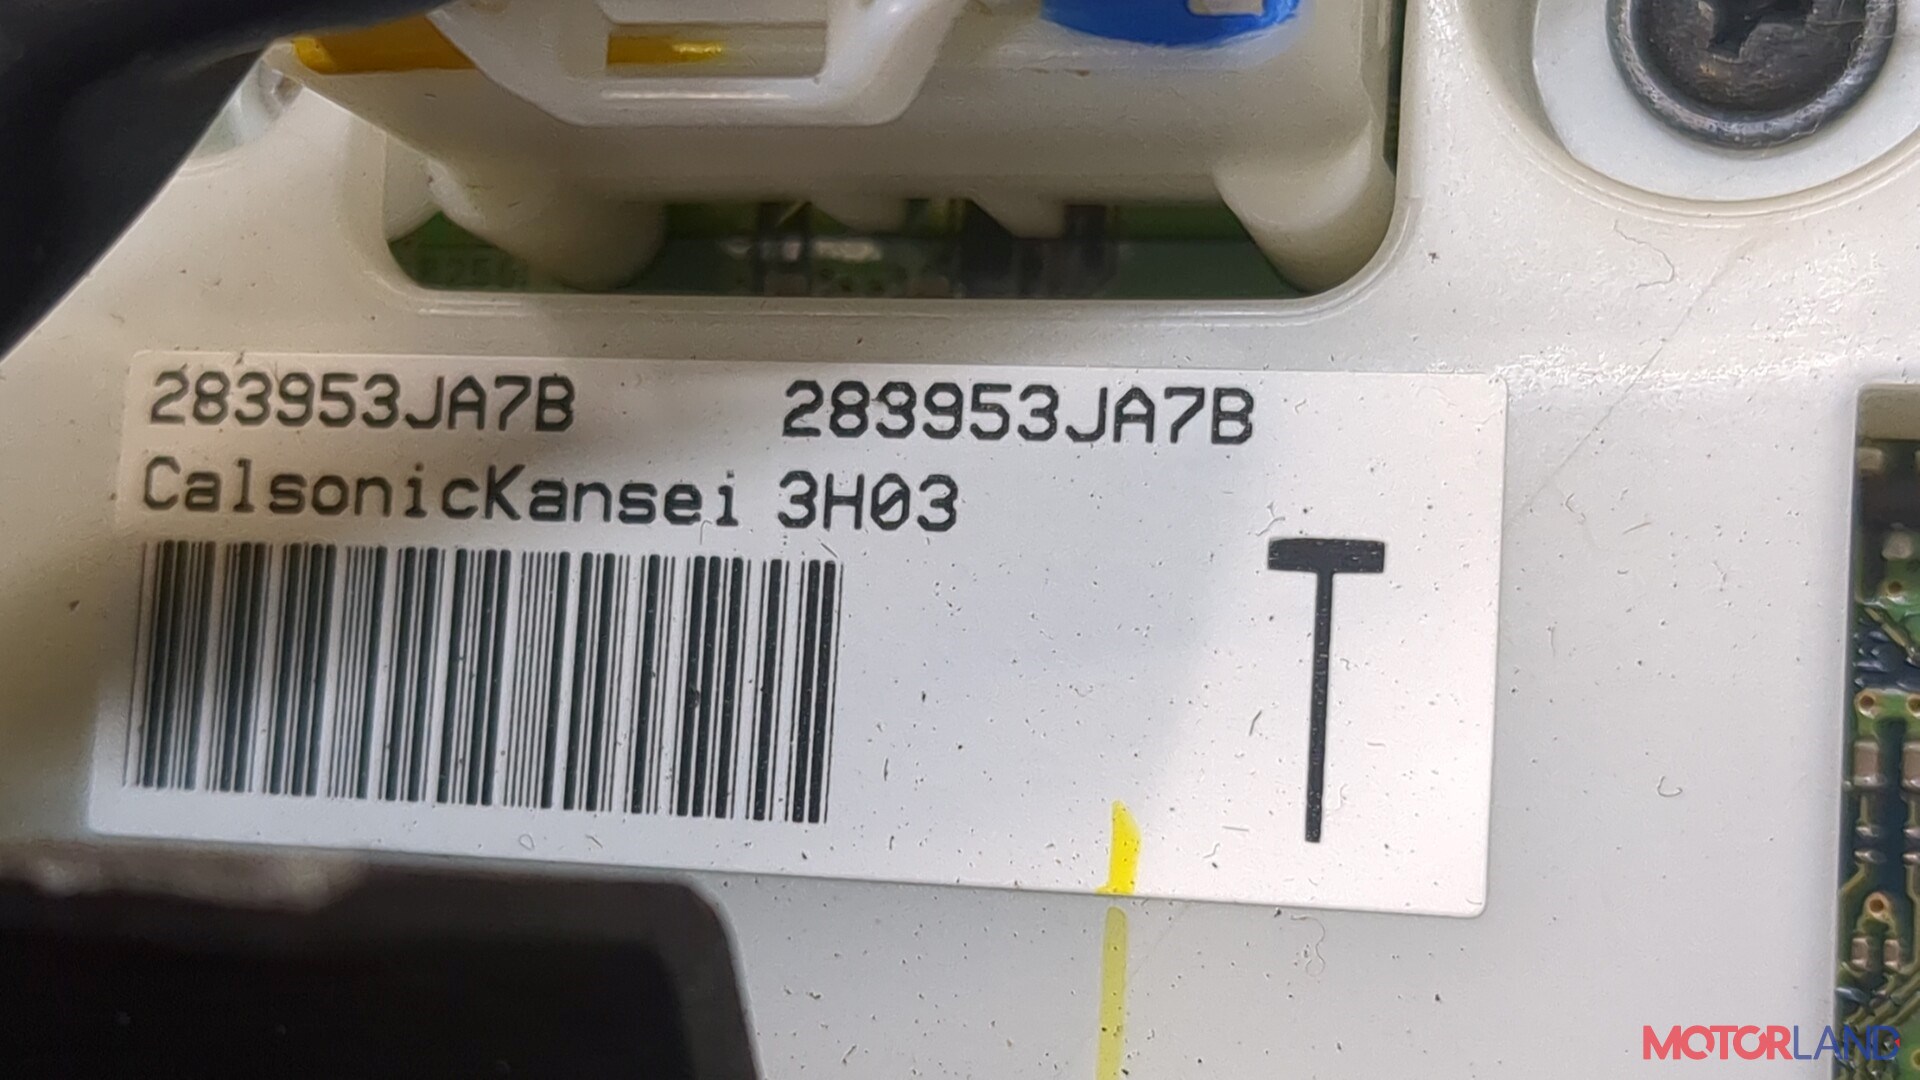 283953JA7B 283953JA7B
CalsonicKansei 3H03
T
MOTORLAND